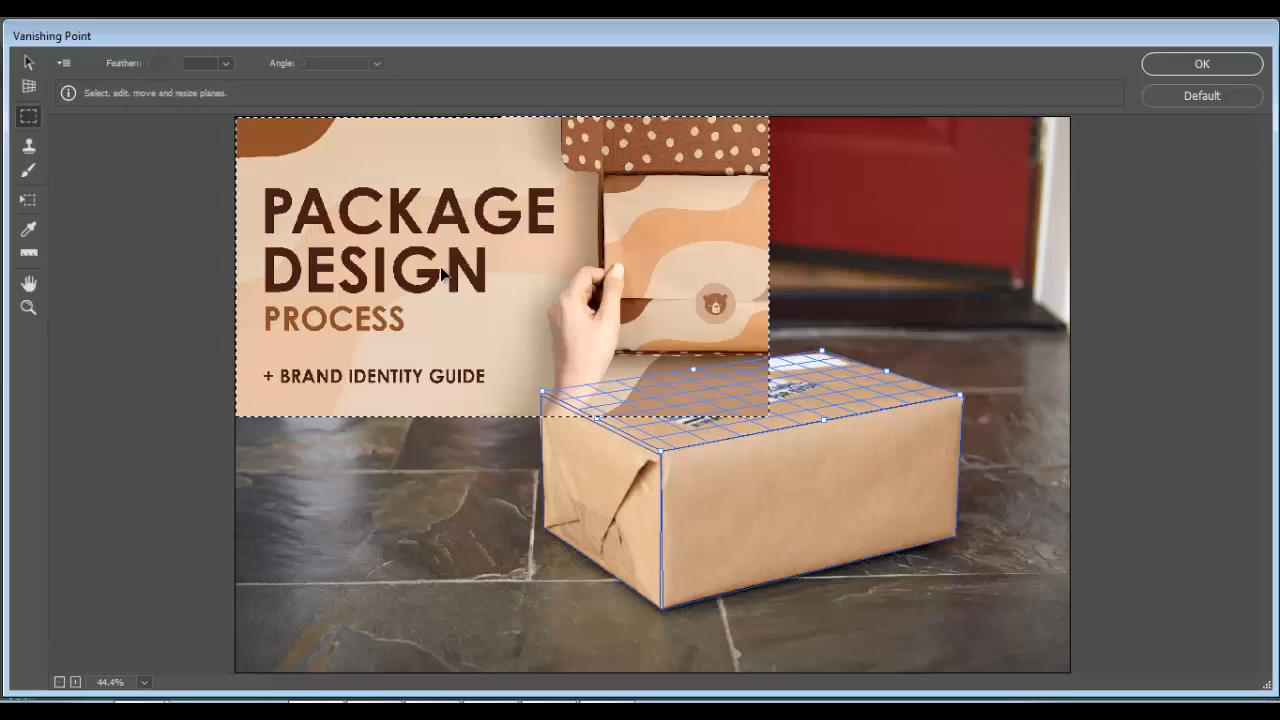 Vanishing Point
Feather:
Angle:
OK
Select, edit, move and resize planes.
Default
PACKAGE
DESIGN
PROCESS
+ BRAND IDENTITY GUIDE
44.4%